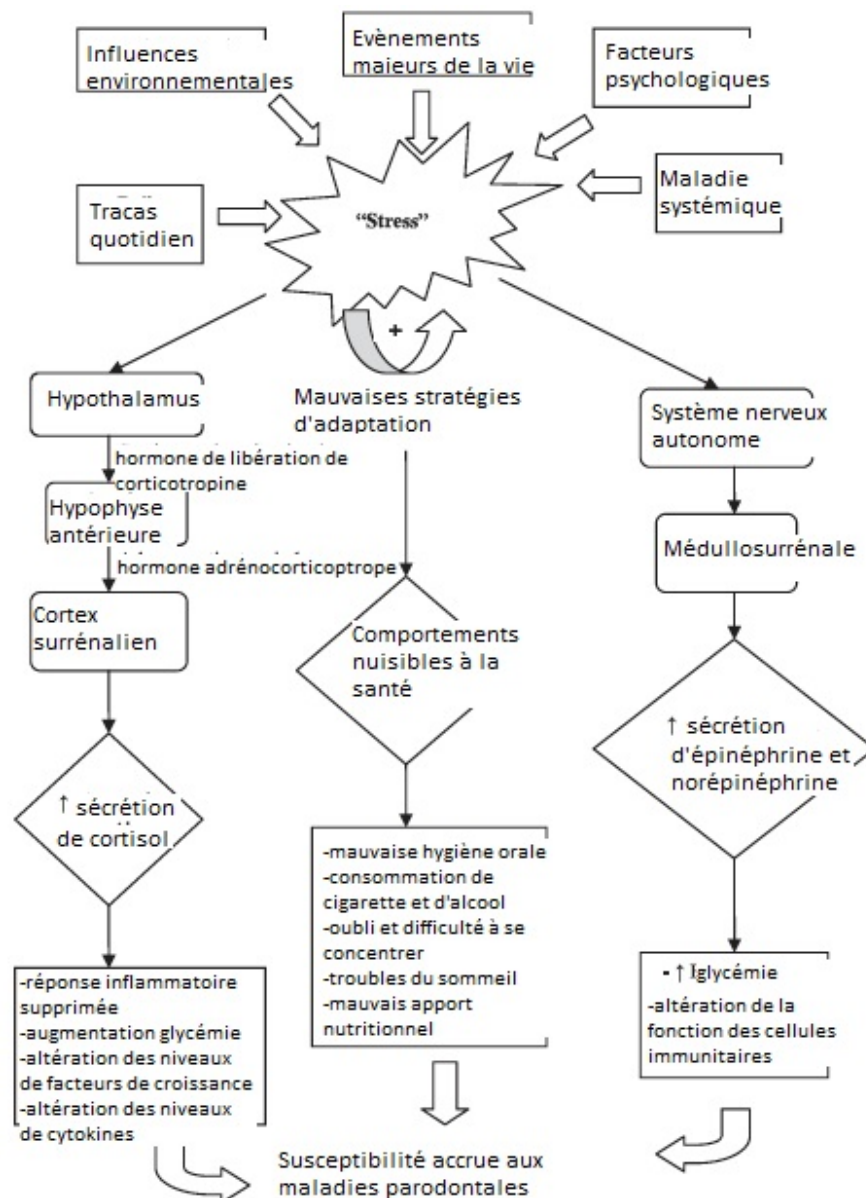 Influences
environnementales
Evènements
maieurs de la vie
Facteurs
psychologiques
Tracas
quotidien
"Stress"
Maladie
systémique
+
Hypothalamus
Mauvaises stratégies
d'adaptation
Système nerveux
autonome
hormone de libération de
corticotropine
Hypophyse
antérieure
Médullosurrénale
hormone adrénocorticoptrope
Cortex
surrénalien
Comportements
nuisibles à la
santé
↑ sécrétion
d'épinéphrine et
norépinéphrine
↑ sécrétion
de cortisol
-mauvaise hygiène orale
-consommation de
cigarette et d'alcool
-oubli et difficulté à se
concentrer
-troubles du sommeil
-mauvais apport
nutritionnel
- ↑ glycémie
-altération de la
fonction des cellules
immunitaires
-réponse inflammatoire
supprimée
-augmentation glycémie
-altération des niveaux
de facteurs de croissance
-altération des niveaux
de cytokines
Susceptibilité accrue aux
maladies parodontales